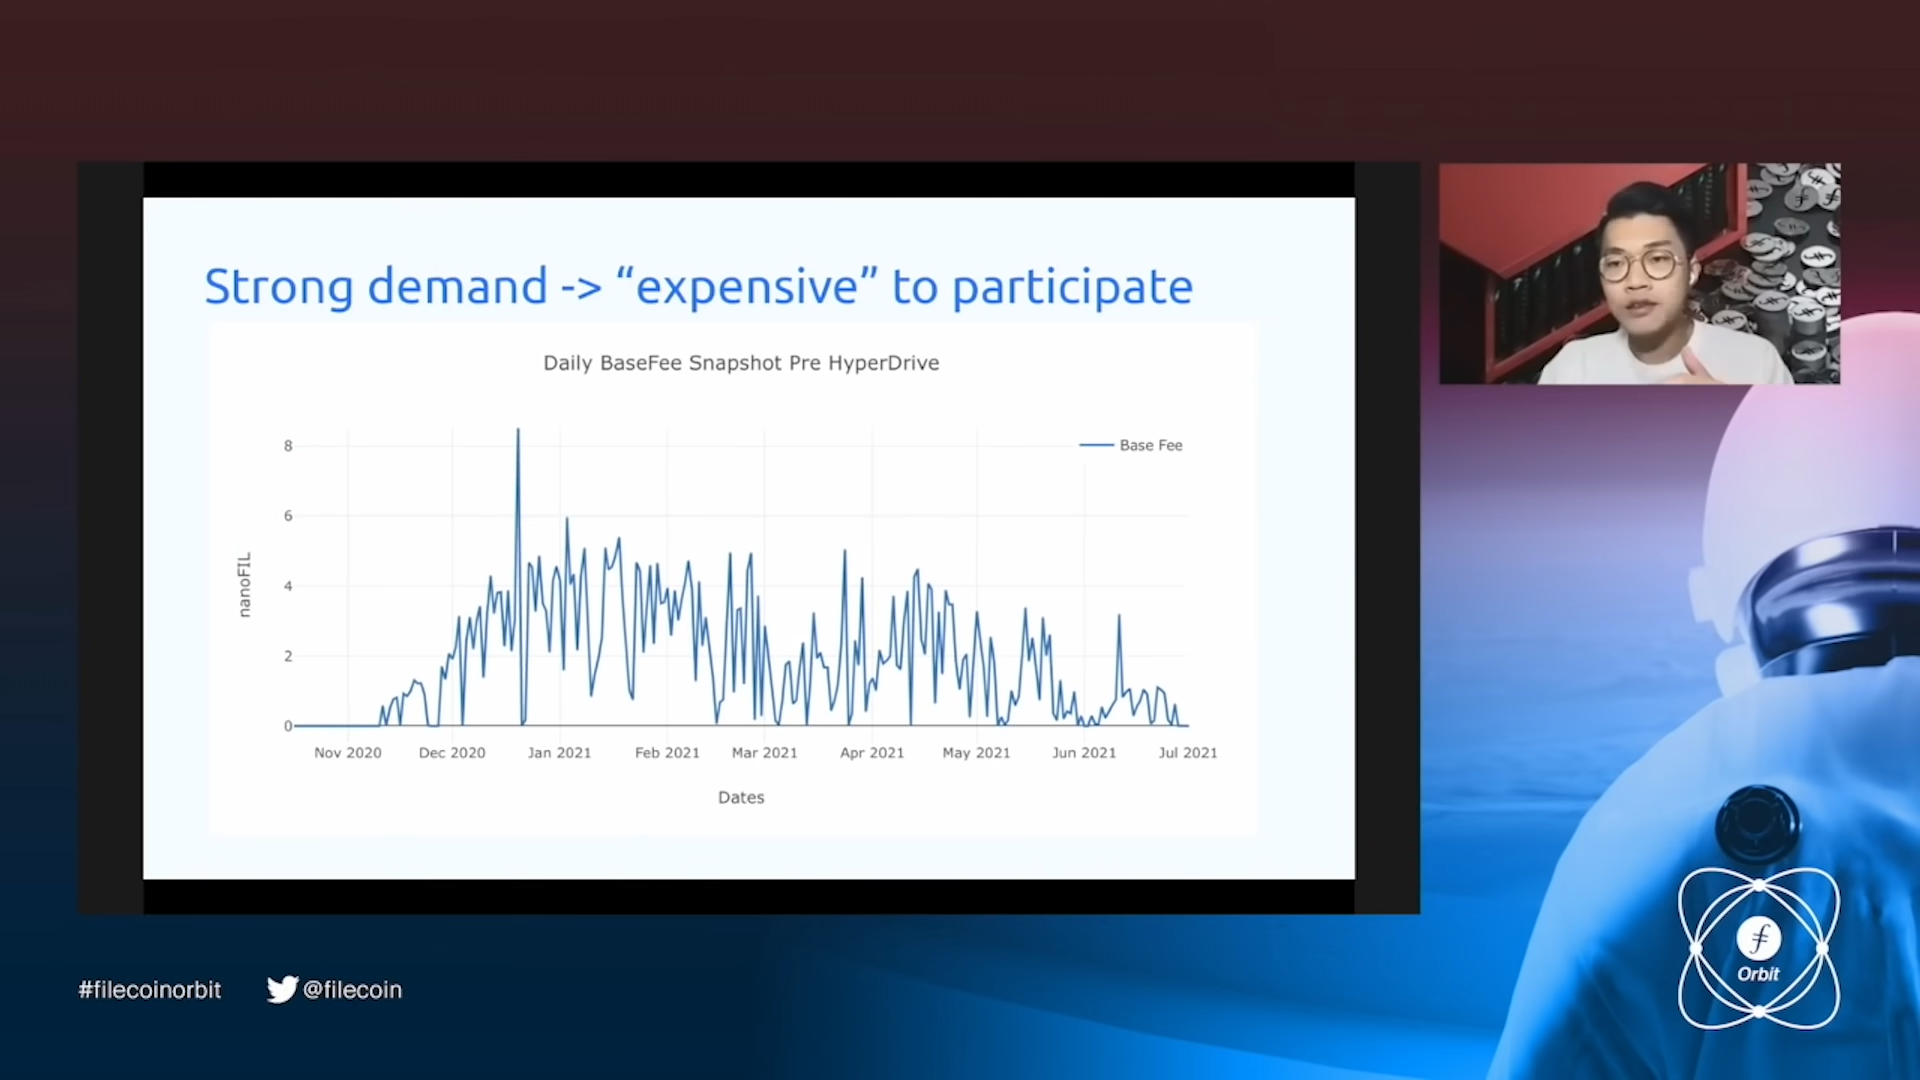 Strong demand -> “expensive” to participate
Daily BaseFee Snapshot Pre HyperDrive
Base Fee
nanoFIL
8
6
4
2
0
Nov 2020 Dec 2020 Jan 2021 Feb 2021 Mar 2021 Apr 2021 May 2021 Jun 2021 Jul 2021
Dates
#filecoinorbit @filecoin
Orbit